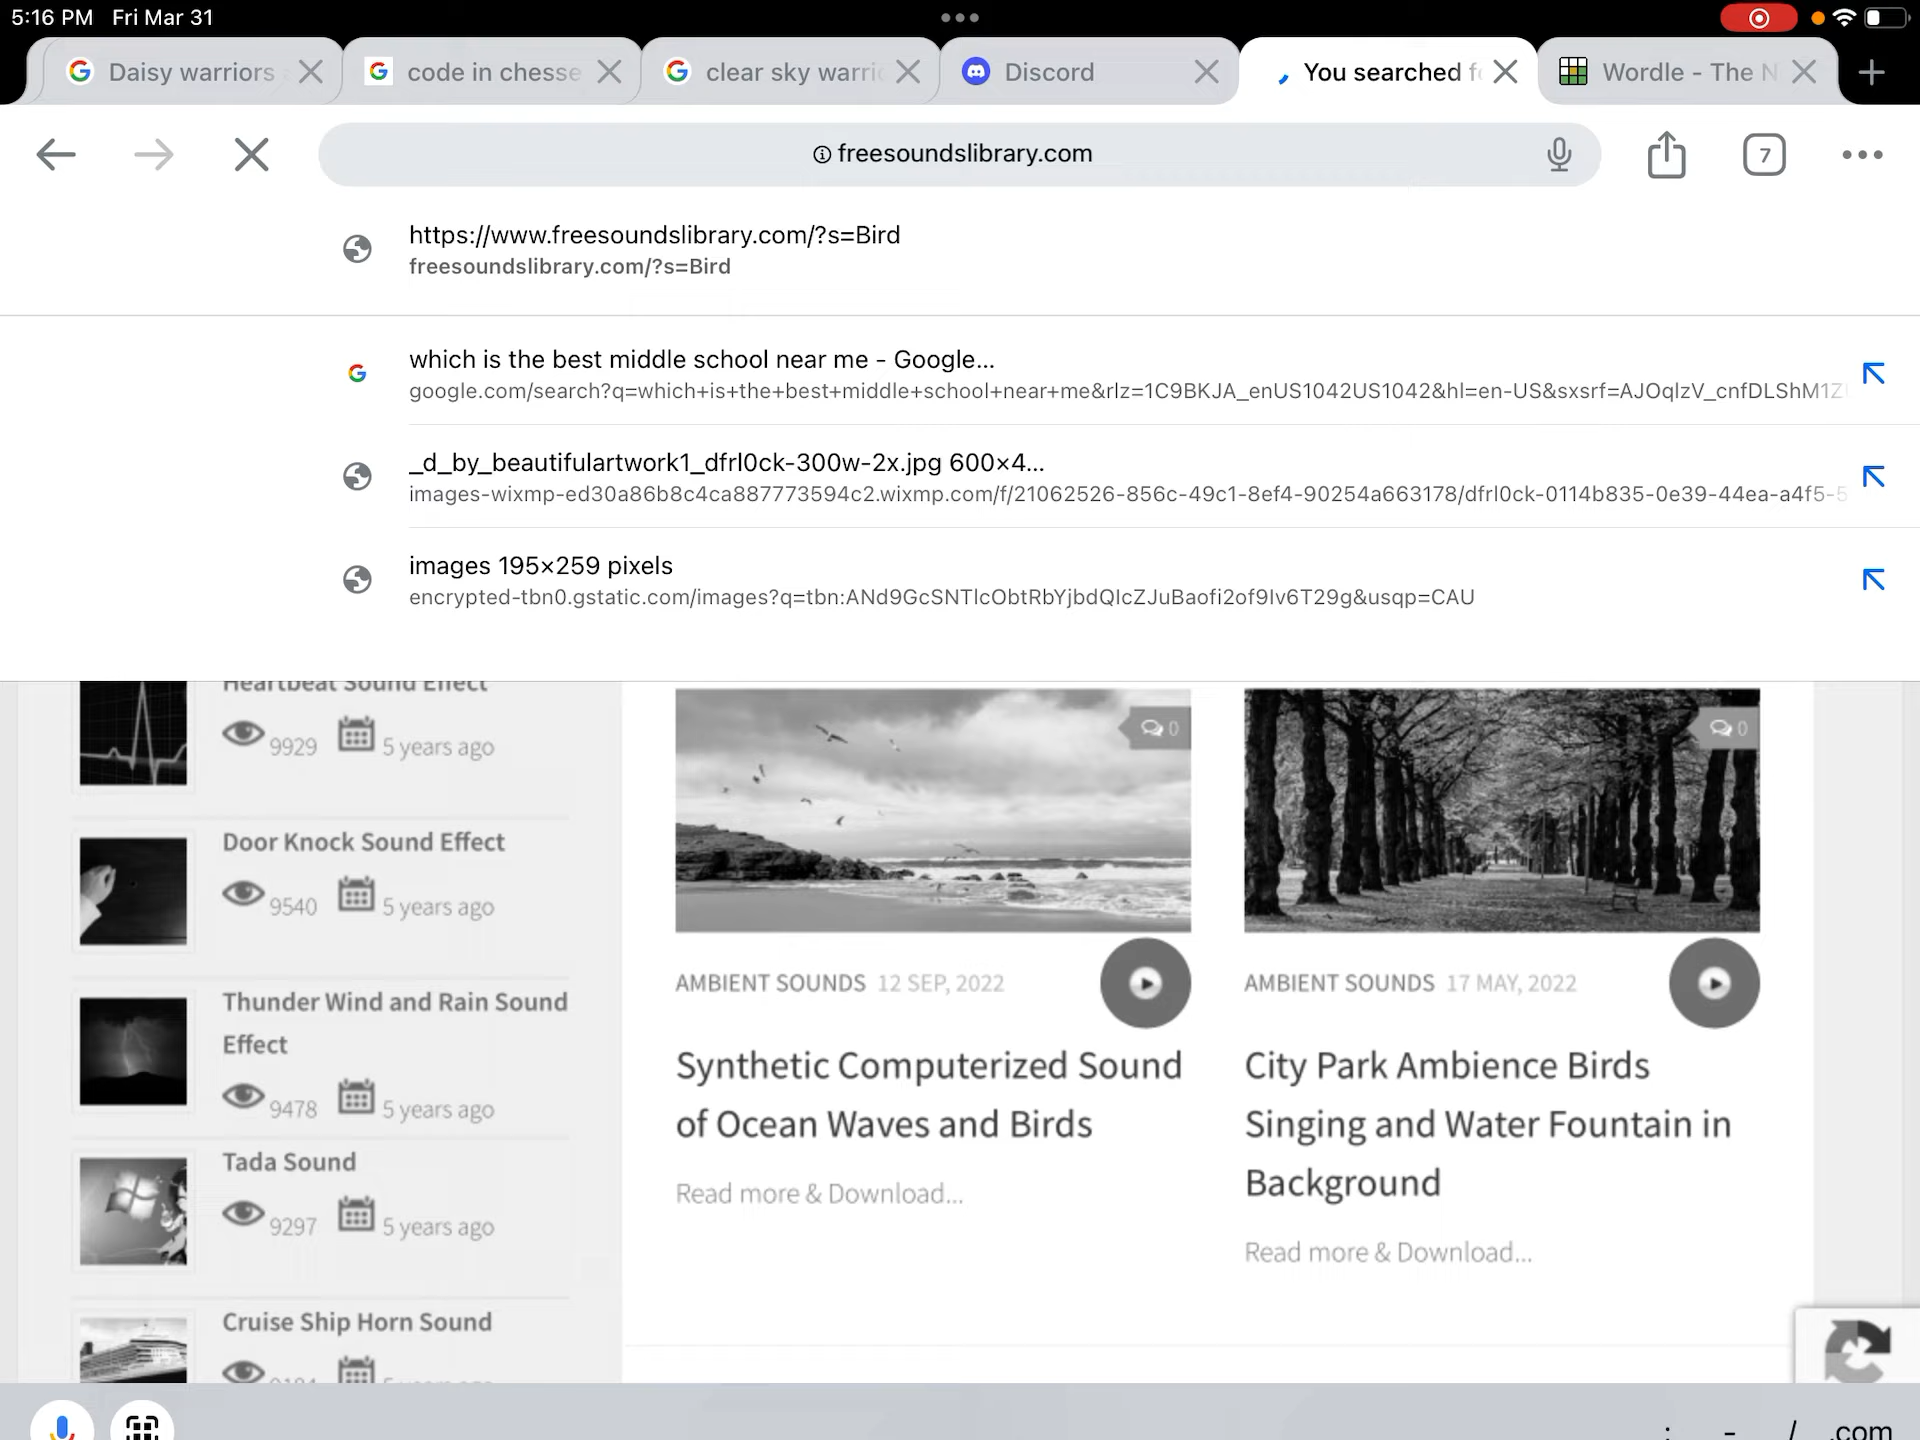 5:16 PM Fri Mar 31
Daisy warriors
code in chesse
clear sky warri
Discord
You searched f
Wordle - The N
freesoundslibrary.com
7
https://www.freesoundslibrary.com/?s=Bird
freesoundslibrary.com/?s=Bird
which is the best middle school near me - Google...
google.com/search?q=which+is+the+best+middle+school+near+me&rlz=1C9BKJA_enUS1042US1042&hl=en-US&sxsrf=AJOqlzV_cnfDLShM1Z
_d_by_beautifulartwork1_dfrl0ck-300w-2x.jpg 600×4...
images-wixmp-ed30a86b8c4ca887773594c2.wixmp.com/f/21062526-856c-49c1-8ef4-90254a663178/dfrl0ck-0114b835-0e39-44ea-a4f5-5
images 195×259 pixels
encrypted-tbn0.gstatic.com/images?q=tbn:ANd9GcSNTlcObtRbYjbdQIcZJuBaofi2of9Iv6T29g&usqp=CAU
Heartbeat Sound Effect
9929 5 years ago
Door Knock Sound Effect
9540 5 years ago
Thunder Wind and Rain Sound
Effect
9478 5 years ago
Tada Sound
9297 5 years ago
Cruise Ship Horn Sound
0
AMBIENT SOUNDS 12 SEP, 2022
Synthetic Computerized Sound
of Ocean Waves and Birds
Read more & Download...
0
AMBIENT SOUNDS 17 MAY, 2022
City Park Ambience Birds
Singing and Water Fountain in
Background
Read more & Download...
: - / .com